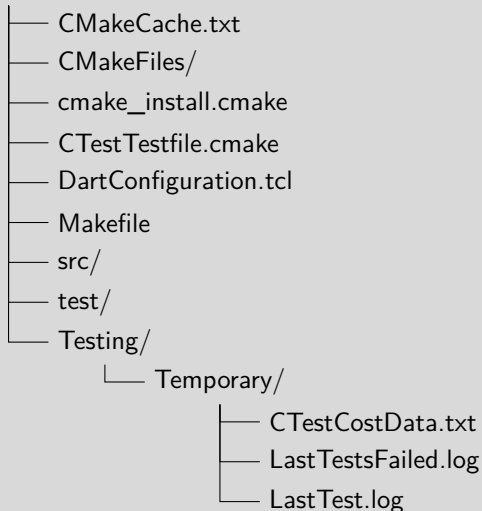 CMakeCache.txt
CMakeFiles/
cmake_install.cmake
CTestTestfile.cmake
DartConfiguration.tcl
Makefile
src/
test/
Testing/
Temporary/
CTestCostData.txt
LastTestsFailed.log
LastTest.log